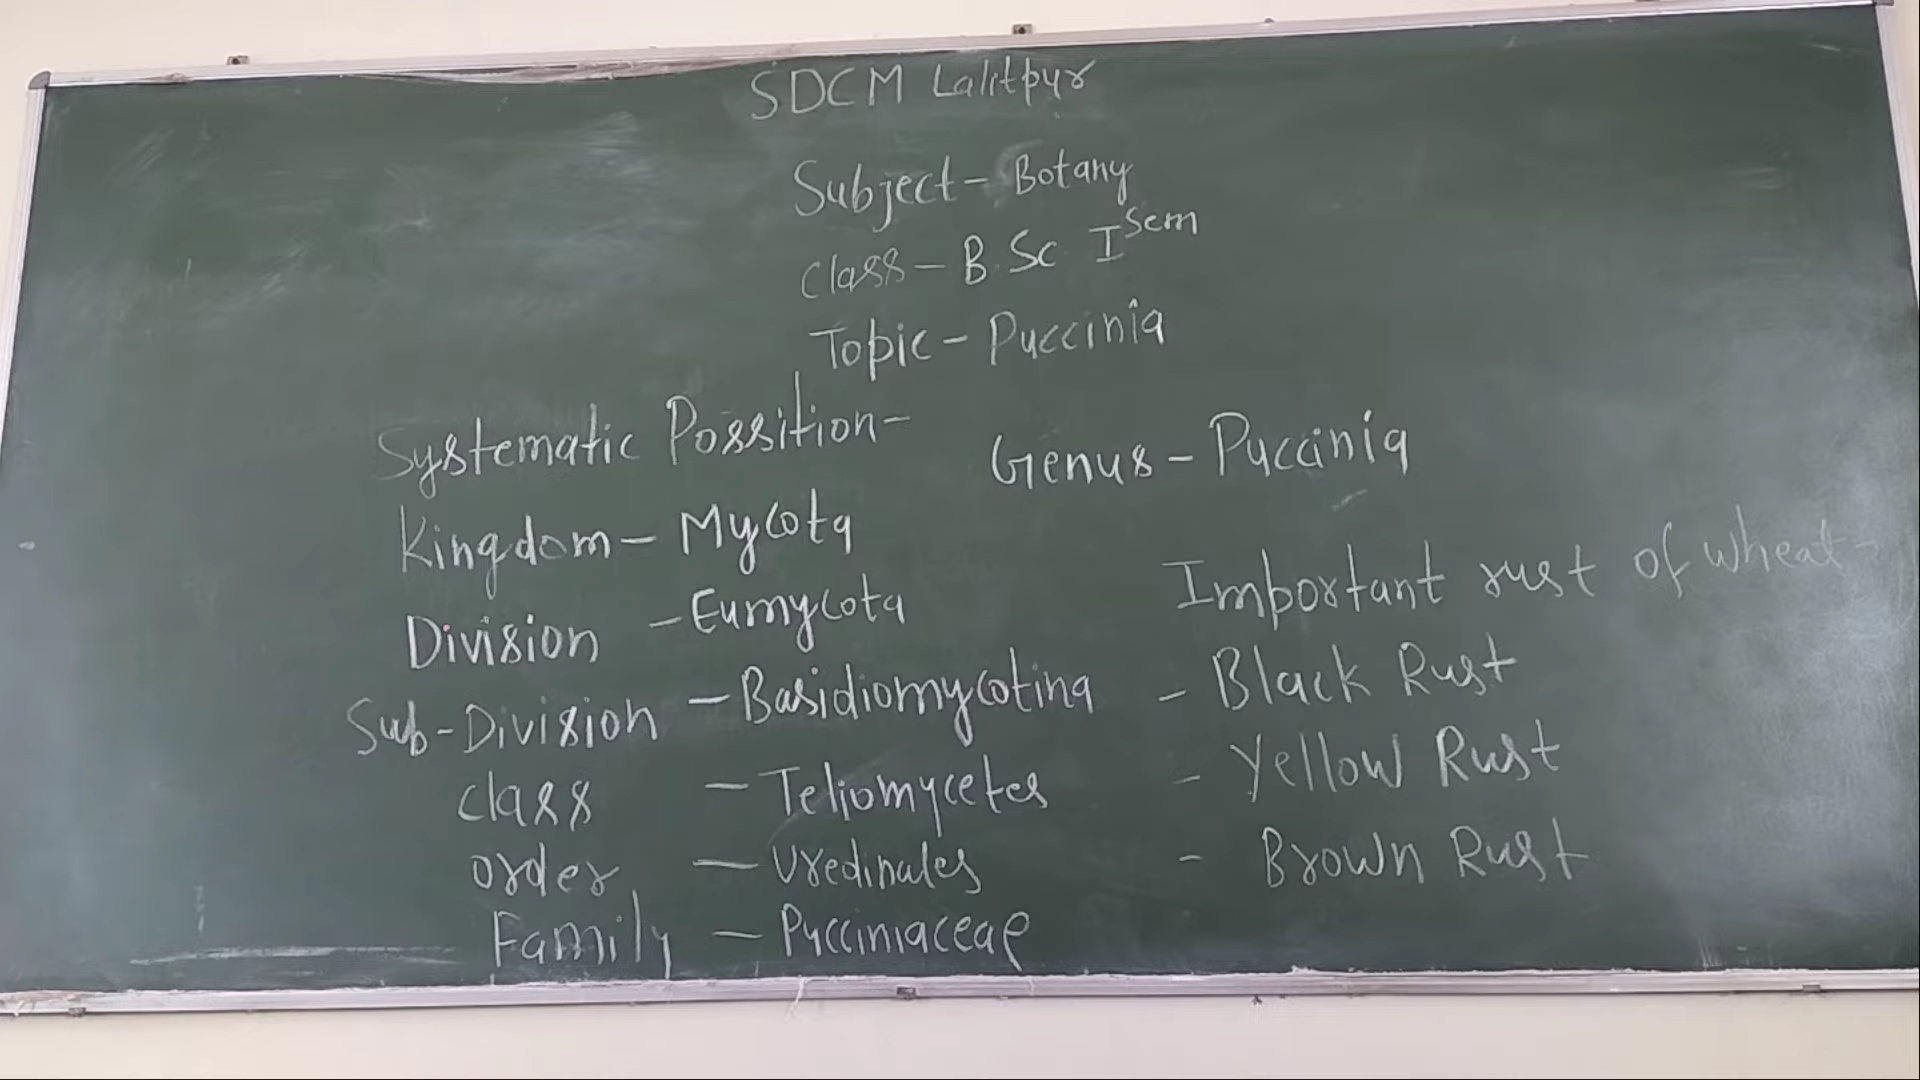 SDCM Lalitpur
Subject - Botany
Class - B.Sc I Sem
Topic - Puccinia
Systematic Possition -
Kingdom - Mycota
Division - Eumycota
Sub-Division - Basidiomycotina
Class - Teliomycetes
order - Uredinales
Family - Pucciniaceae
Genus - Puccinia
Important rust of wheat -
- Black Rust
- Yellow Rust
- Brown Rust